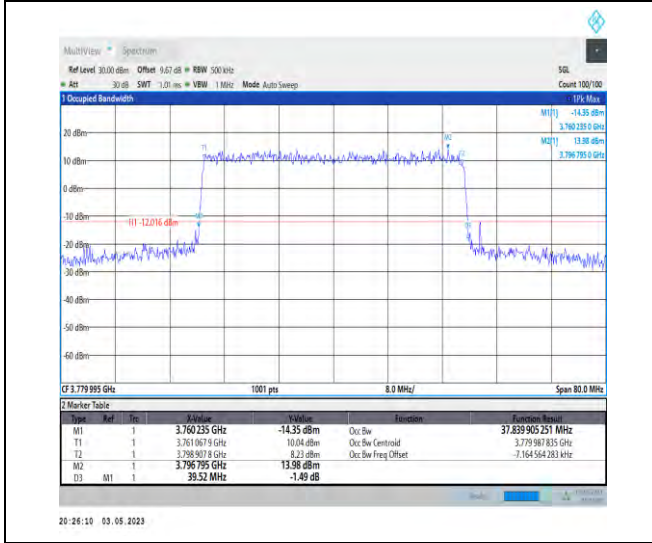 MultiView Spectrum
Ref Level 30.00 dBm Offset 9.67 dB RBW 500 kHz SGL
Att 30 dB SWT 1.01 ms VBW 1 MHz Mode Auto Sweep Count 100/100
1 Occupied Bandwidth 1Pk Max
M1[1] -14.35 dBm
3.760 235 0 GHz
M2[1] 13.98 dBm
3.796 795 0 GHz
20 dBm
M2
T1
T2
10 dBm
0 dBm
-10 dBm
H1 -12.016 dBm
-20 dBm
-30 dBm
-40 dBm
-50 dBm
-60 dBm
CF 3.779 995 GHz 1001 pts 8.0 MHz/ Span 80.0 MHz
2 Marker Table
Type Ref Trc X-Value Y-Value Function Function Result
M1 1 3.760 235 GHz -14.35 dBm Occ Bw 37.839 905 251 MHz
T1 1 3.761 067 9 GHz 10.04 dBm Occ Bw Centroid 3.779 987 835 GHz
T2 1 3.798 907 8 GHz 8.23 dBm Occ Bw Freq Offset -7.164 564 283 kHz
M2 1 3.796 795 GHz 13.98 dBm
D3 M1 1 39.52 MHz -1.49 dB
20:26:10 03.05.2023